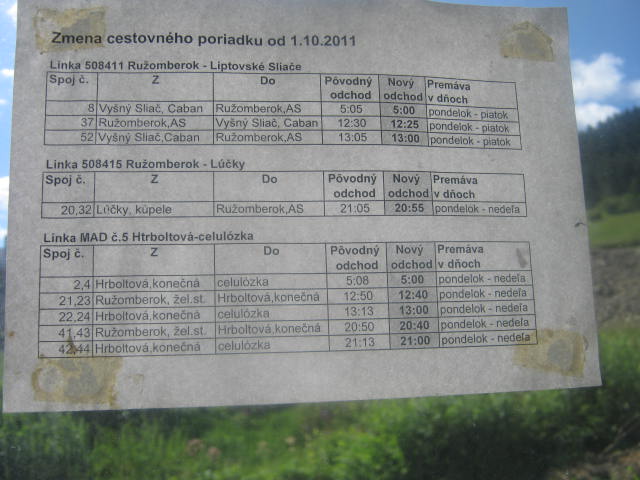 Zmena cestovného poriadku od 1.10.2011
Linka 508411 Ružomberok - Liptovské Sliače
Spoj č. Z Do Pôvodný odchod Nový odchod Premáva v dňoch
8 Vyšný Sliač, Caban Ružomberok,AS 5:05 5:00 pondelok - piatok
37 Ružomberok,AS Vyšný Sliač, Caban 12:30 12:25 pondelok - piatok
52 Vyšný Sliač,Caban Ružomberok,AS 13:05 13:00 pondelok - piatok
Linka 508415 Ružomberok - Lúčky
Spoj č. Z Do Pôvodný odchod Nový odchod Premáva v dňoch
20,32 Lúčky, kúpele Ružomberok,AS 21:05 20:55 pondelok - nedeľa
Linka MAD č.5 Htrboltová-celulózka
Spoj č. Z Do Pôvodný odchod Nový odchod Premáva v dňoch
2,4 Hrboltová,konečná celulózka 5:08 5:00 pondelok - nedeľa
21,23 Ružomberok, žel.st. Hrboltová,konečná 12:50 12:40 pondelok - nedeľa
22,24 Hrboltová,konečná celulózka 13:13 13:00 pondelok - nedeľa
41,43 Ružomberok, žel.st. Hrboltová,konečná 20:50 20:40 pondelok - nedeľa
42,44 Hrboltová,konečná celulózka 21:13 21:00 pondelok - nedeľa